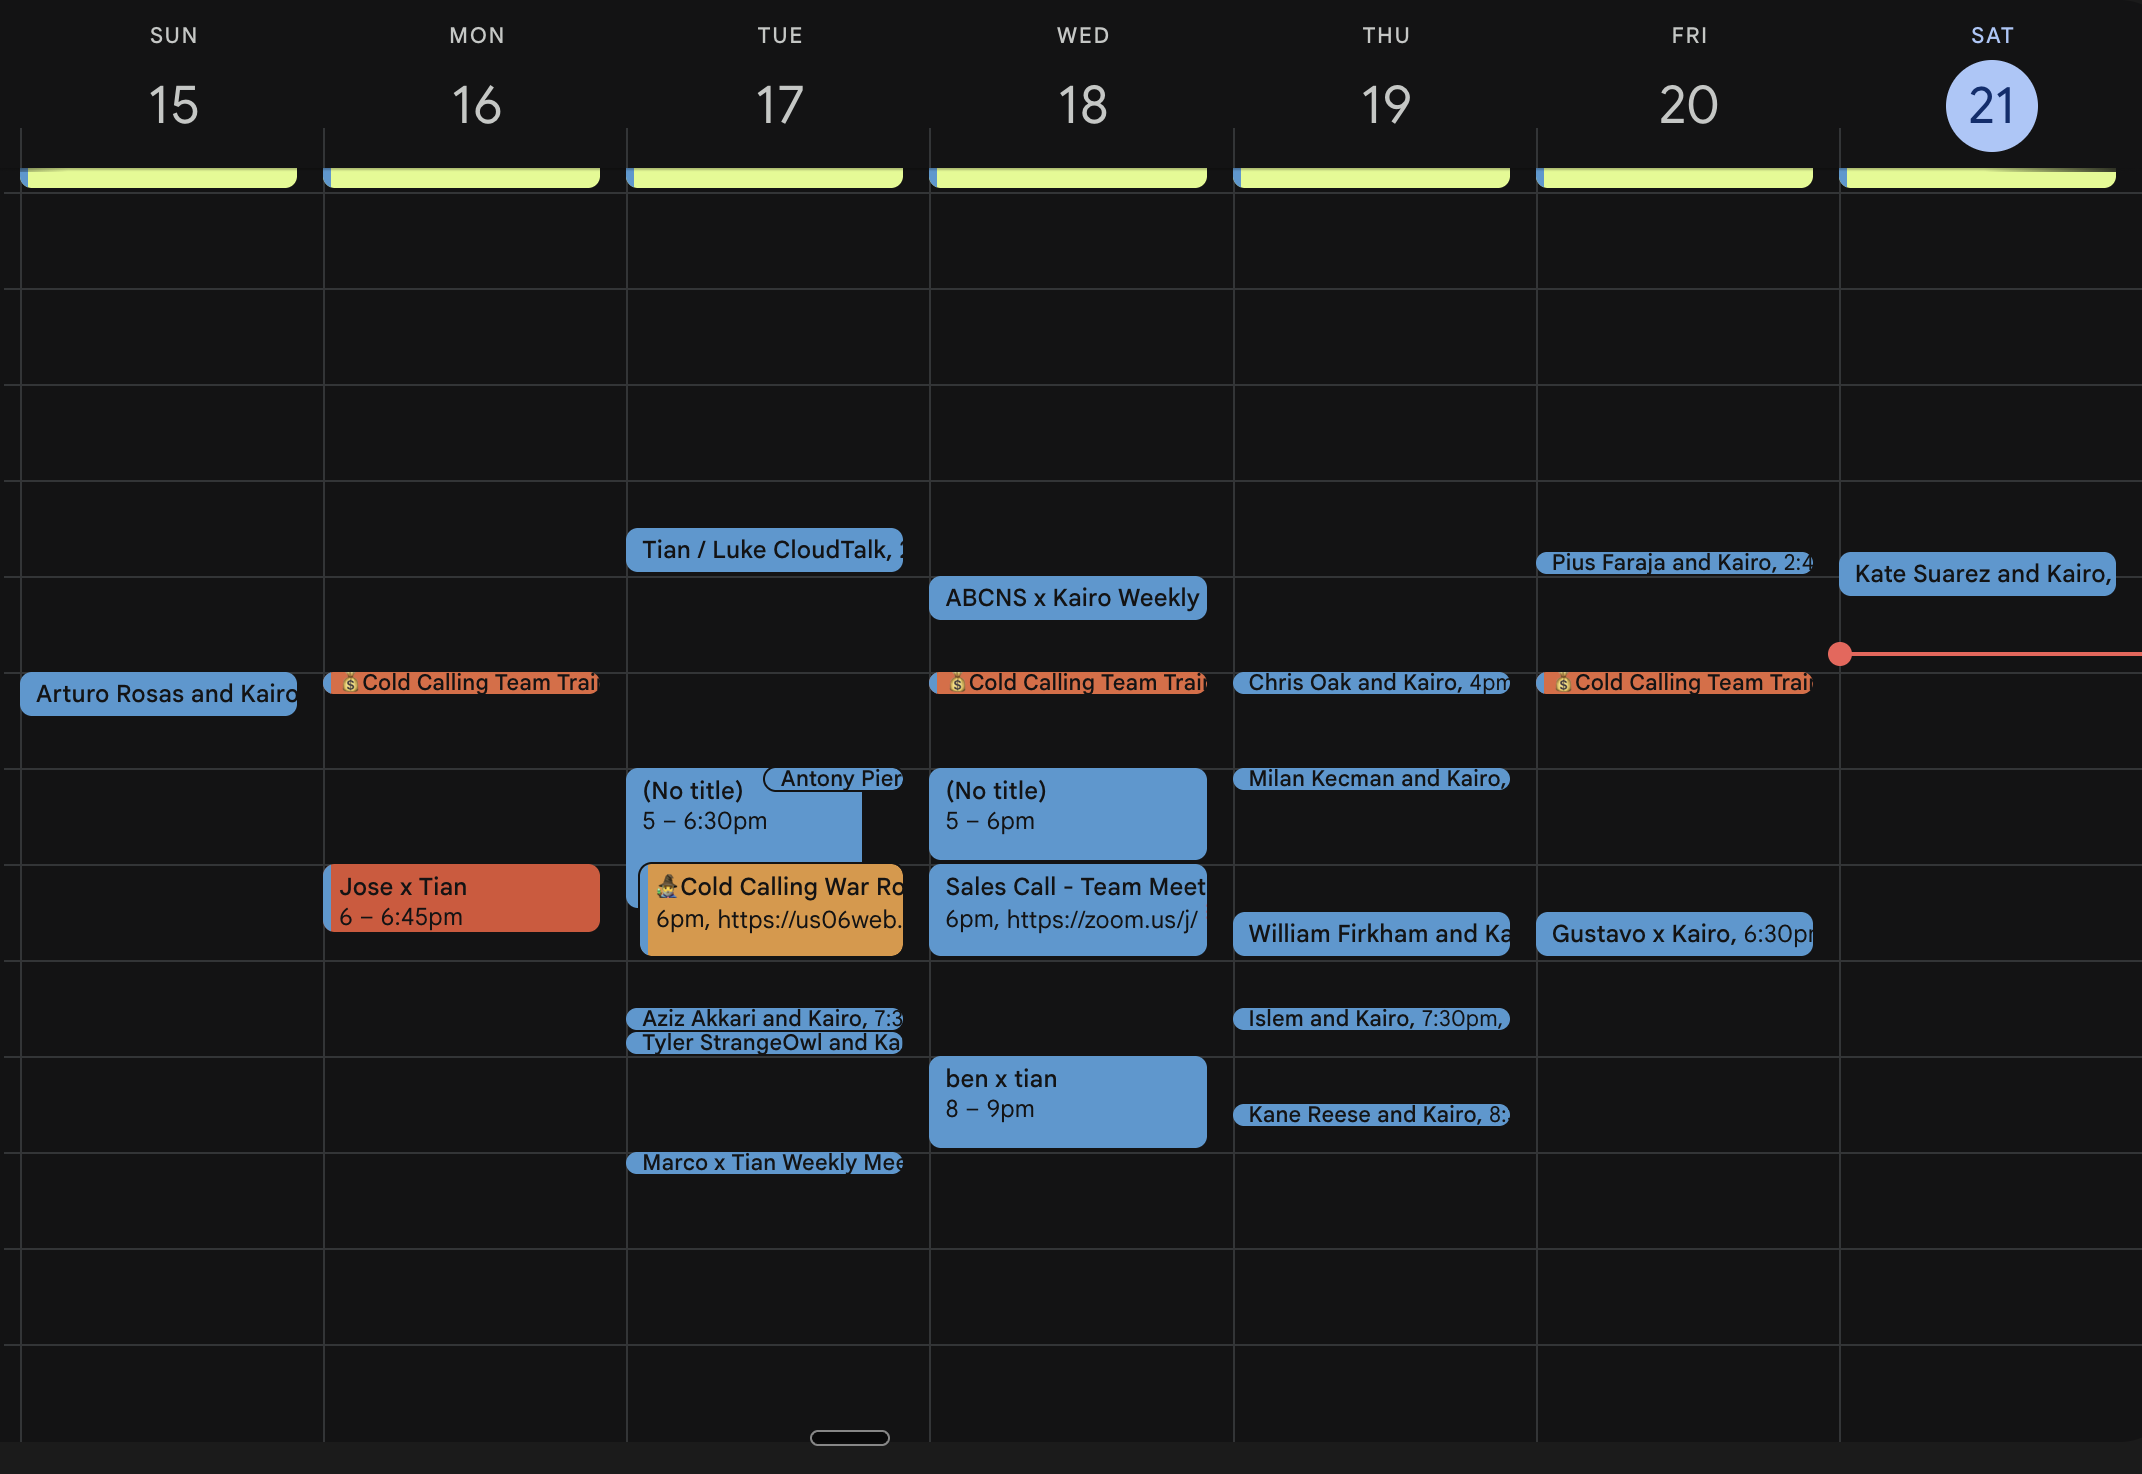 SUN
MON
TUE
WED
THU
FRI
SAT
15
16
17
18
19
20
21
Arturo Rosas and Kairo
💰Cold Calling Team Trai
Jose x Tian
6 – 6:45pm
Tian / Luke CloudTalk,
(No title)
5 – 6:30pm
Antony Pier
Cold Calling War Ro
6pm, https://us06web.
Aziz Akkari and Kairo, 7:3
Tyler StrangeOwl and Ka
Marco x Tian Weekly Mee
ABCNS x Kairo Weekly
💰Cold Calling Team Trai
(No title)
5 – 6pm
Sales Call - Team Meet
6pm, https://zoom.us/j/
ben x tian
8 – 9pm
Chris Oak and Kairo, 4pm
Milan Kecman and Kairo,
William Firkham and Ka
Islem and Kairo, 7:30pm,
Kane Reese and Kairo, 8:
Pius Faraja and Kairo, 2:4
💰Cold Calling Team Trai
Gustavo x Kairo, 6:30pm
Kate Suarez and Kairo,